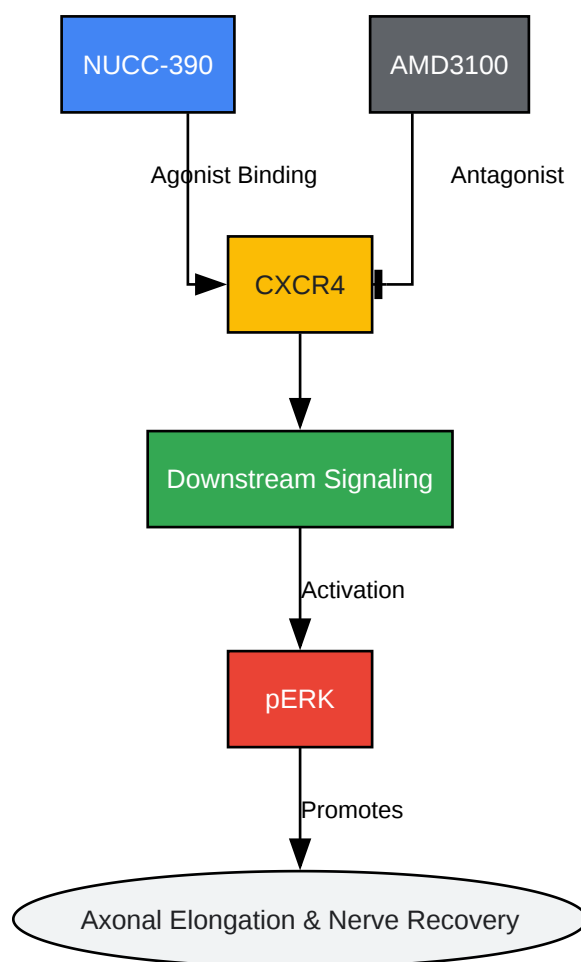 NUCC-390
AMD3100
Agonist Binding
Antagonist
CXCR4
Downstream Signaling
Activation
pERK
Promotes
Axonal Elongation & Nerve Recovery